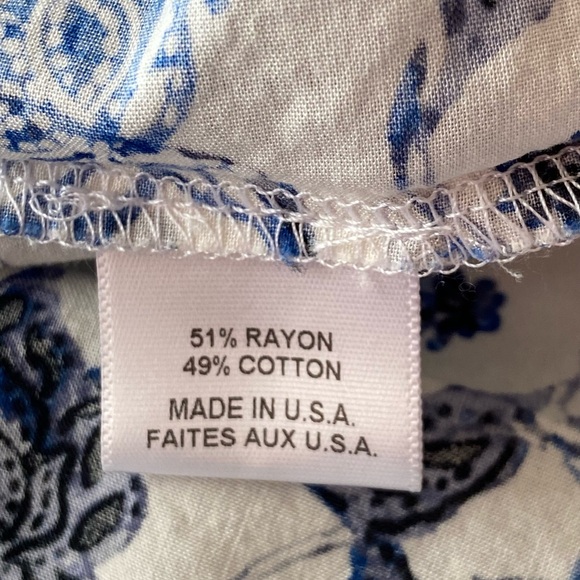 51% RAYON
49% COTTON
MADE IN U.S.A.
FAITES AUX U.S.A.